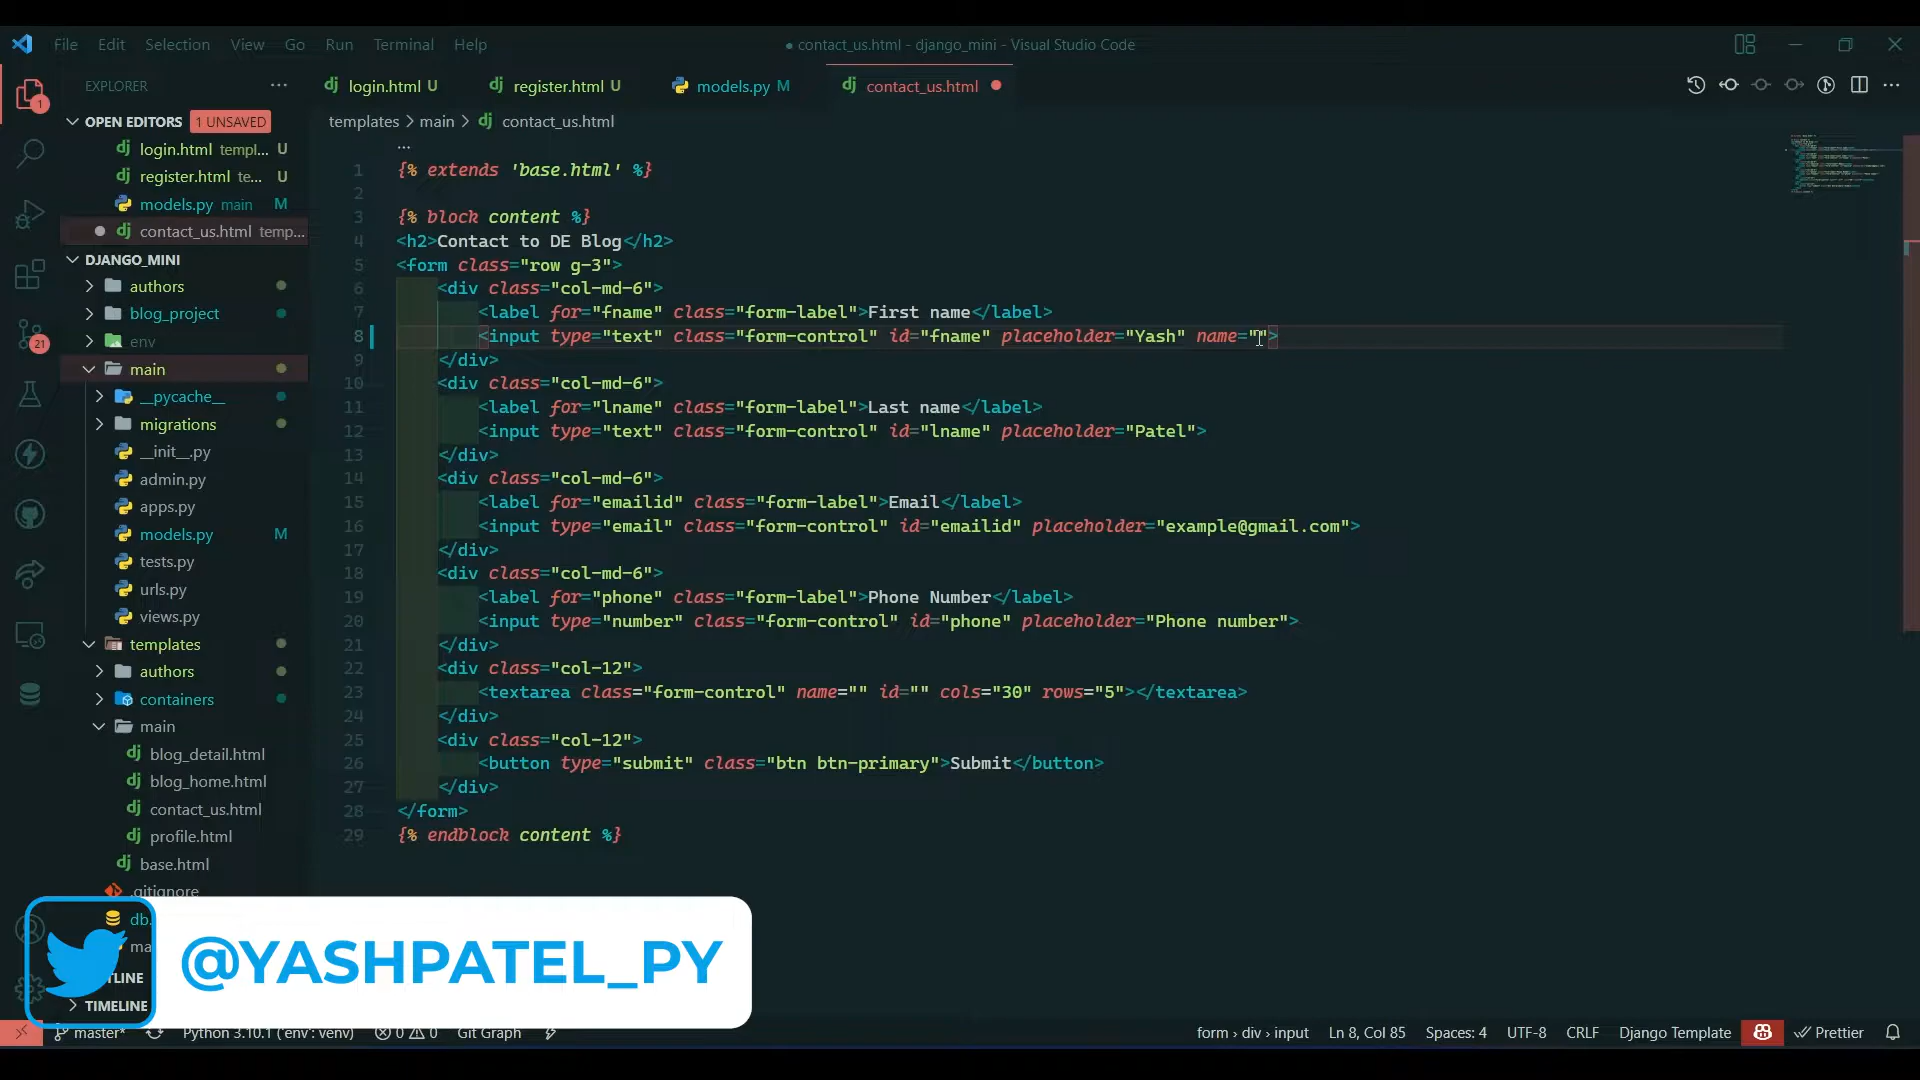 File Edit Selection View Go Run Terminal Help
● contact_us.html - django_mini - Visual Studio Code
EXPLORER ...
login.html U
register.html U
models.py M
contact_us.html
OPEN EDITORS 1 UNSAVED
login.html templ... U
register.html te... U
models.py main M
contact_us.html temp...
DJANGO_MINI
authors
blog_project
env
main
__pycache__
migrations
__init__.py
admin.py
apps.py
models.py M
tests.py
urls.py
views.py
templates
authors
containers
main
blog_detail.html
blog_home.html
contact_us.html
profile.html
base.html
.gitignore
db.
ma
TLINE
TIMELINE
1
21
templates > main > contact_us.html
...
1 {% extends 'base.html' %}
2
3 {% block content %}
4 <h2>Contact to DE Blog</h2>
5 <form class="row g-3">
6 <div class="col-md-6">
7 <label for="fname" class="form-label">First name</label>
8 <input type="text" class="form-control" id="fname" placeholder="Yash" name="">
9 </div>
10 <div class="col-md-6">
11 <label for="lname" class="form-label">Last name</label>
12 <input type="text" class="form-control" id="lname" placeholder="Patel">
13 </div>
14 <div class="col-md-6">
15 <label for="emailid" class="form-label">Email</label>
16 <input type="email" class="form-control" id="emailid" placeholder="example@gmail.com">
17 </div>
18 <div class="col-md-6">
19 <label for="phone" class="form-label">Phone Number</label>
20 <input type="number" class="form-control" id="phone" placeholder="Phone number">
21 </div>
22 <div class="col-12">
23 <textarea class="form-control" name="" id="" cols="30" rows="5"></textarea>
24 </div>
25 <div class="col-12">
26 <button type="submit" class="btn btn-primary">Submit</button>
27 </div>
28 </form>
29 {% endblock content %}
@YASHPATEL_PY
master* Python 3.10.1 ('env': venv) 0 0 Git Graph
form › div › input Ln 8, Col 85 Spaces: 4 UTF-8 CRLF Django Template Prettier